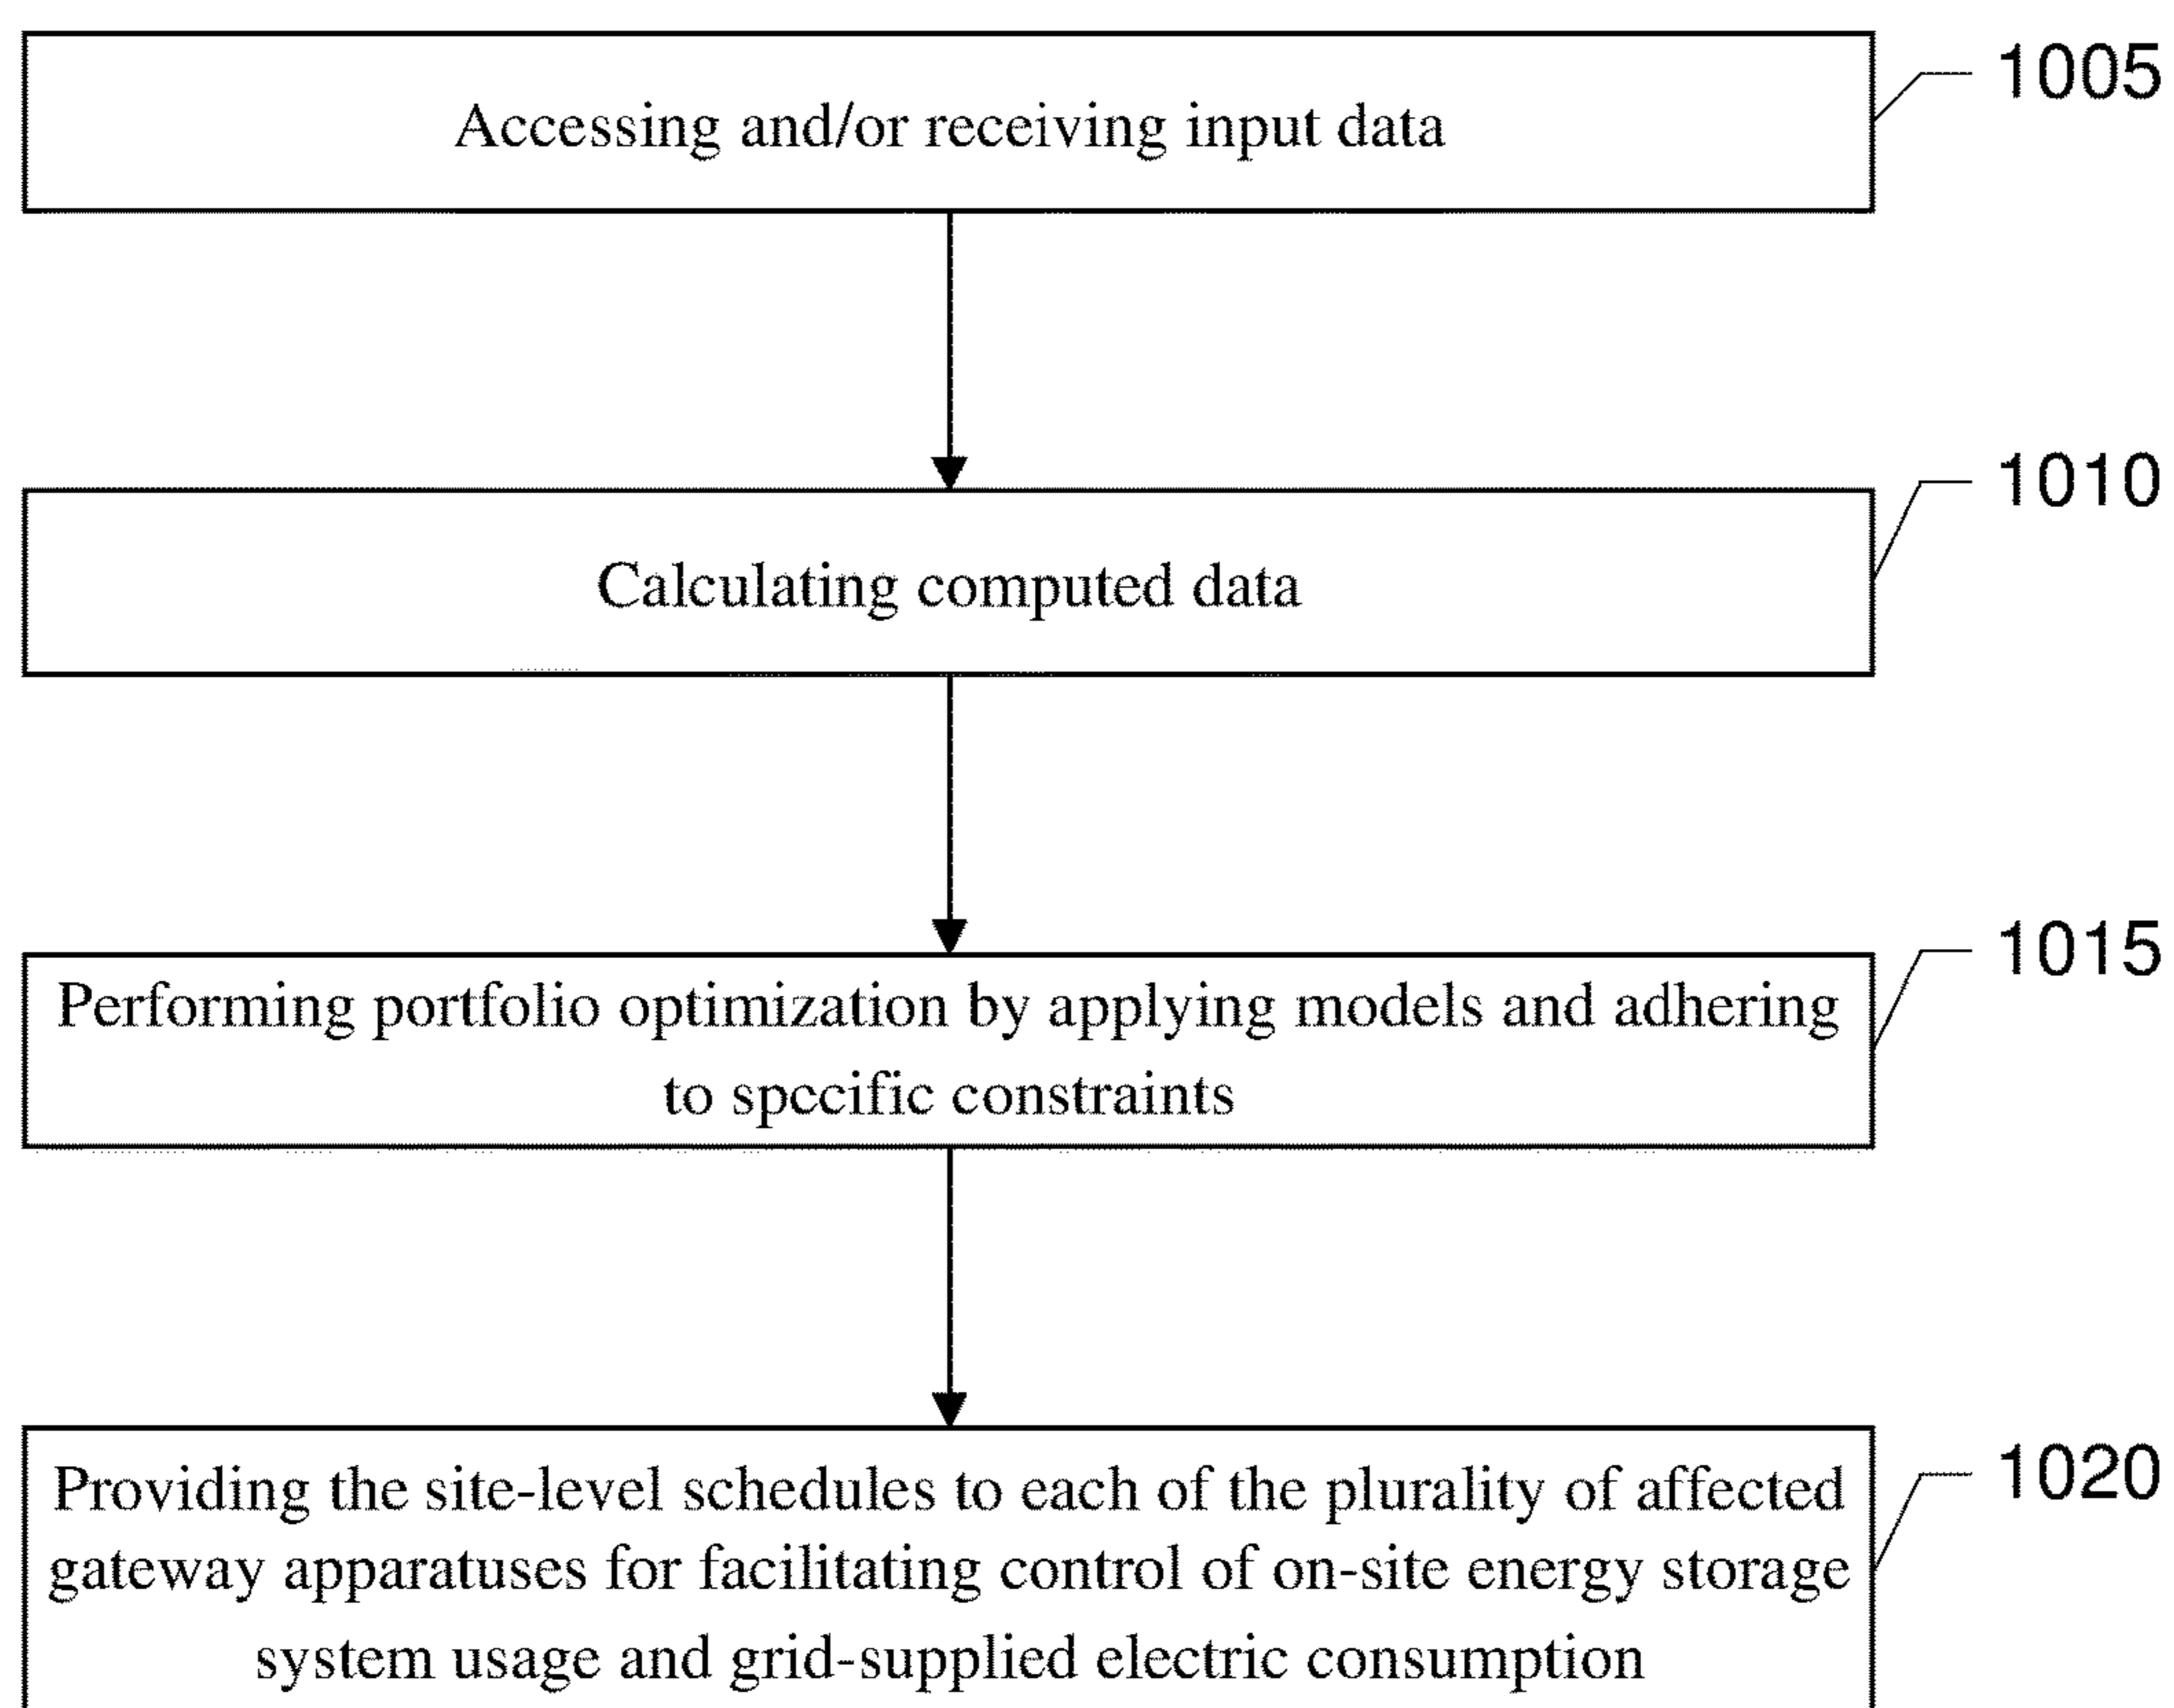 1005
Accessing and/or receiving input data
1010
Calculating computed data
1015
Performing portfolio optimization by applying models and adhering
to specific constraints
1020
Providing the site-level schedules to each of the plurality of affected
gateway apparatuses for facilitating control of on-site energy storage
system usage and grid-supplied electric consumption